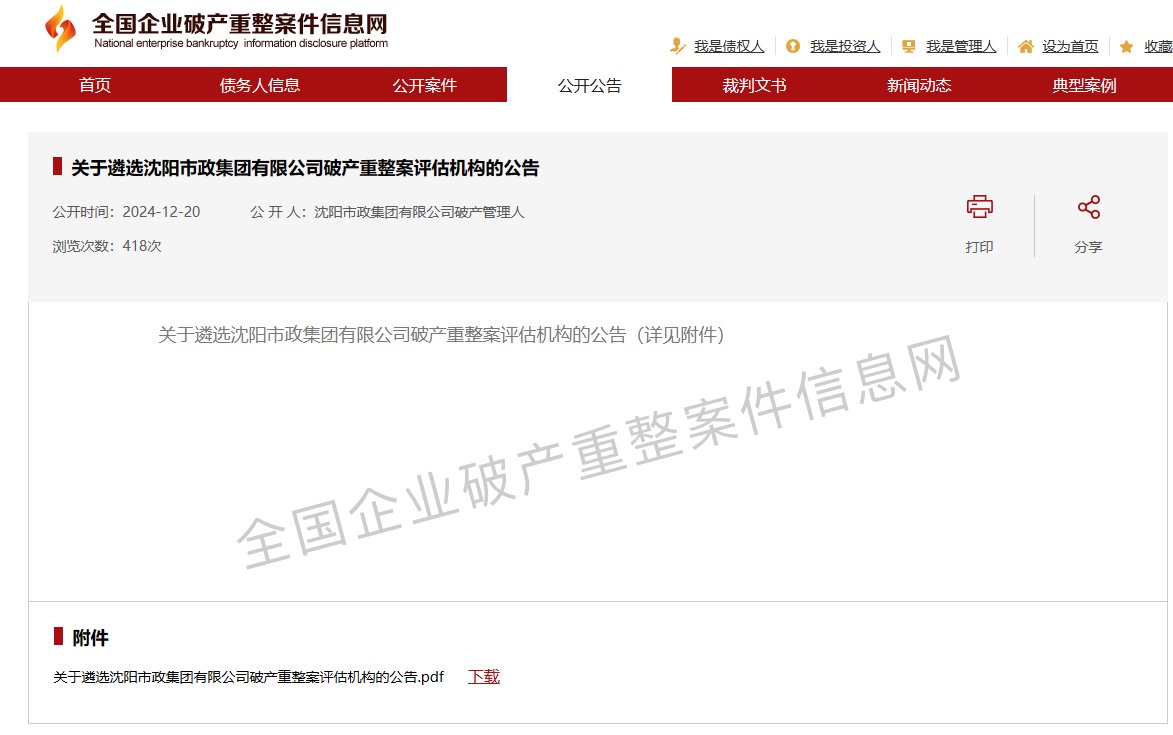 全国企业破产重整案件信息网
National enterprise bankruptcy information disclosure platform
我是债权人 我是投资人 我是管理人 设为首页 收藏
首页 债务人信息 公开案件 公开公告 裁判文书 新闻动态 典型案例
关于遴选沈阳市政集团有限公司破产重整案评估机构的公告
公开时间：2024-12-20 公 开 人：沈阳市政集团有限公司破产管理人
浏览次数：418次
打印 分享
关于遴选沈阳市政集团有限公司破产重整案评估机构的公告（详见附件）
全国企业破产重整案件信息网
附件
关于遴选沈阳市政集团有限公司破产重整案评估机构的公告.pdf 下载